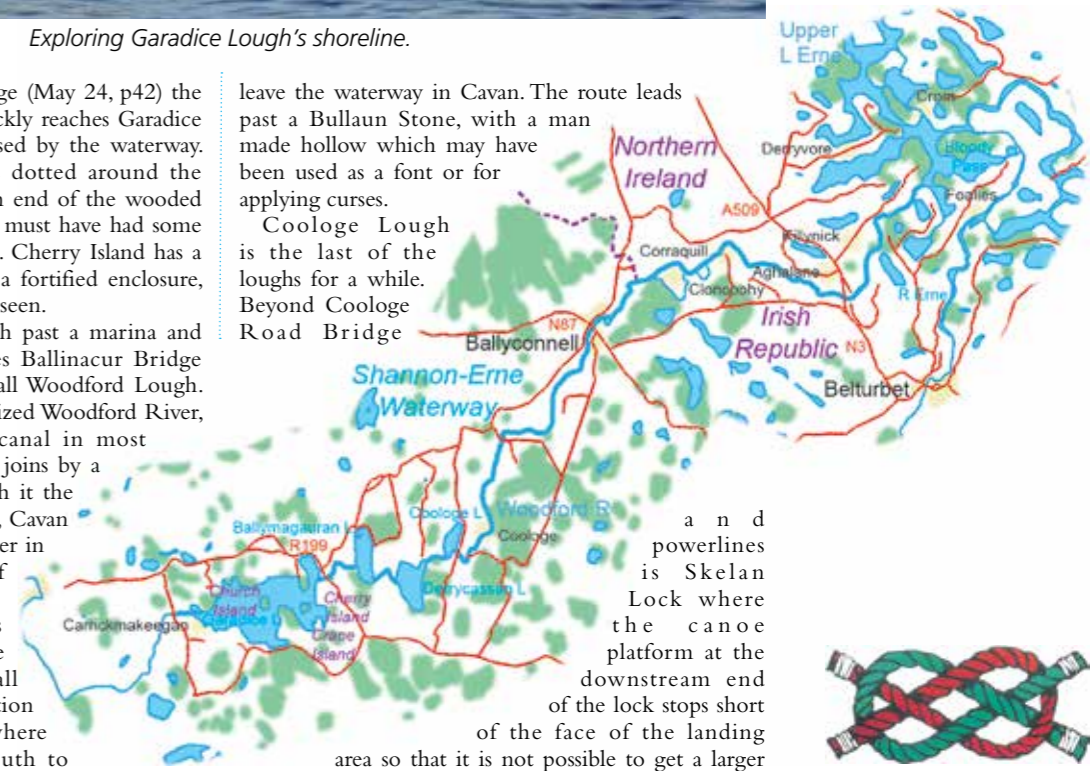 Exploring Garadice Lough's shoreline.
ge (May 24, p42) the
ckly reaches Garadice
sed by the waterway.
dotted around the
n end of the wooded
must have had some
. Cherry Island has a
a fortified enclosure,
seen.
h past a marina and
es Ballinacur Bridge
all Woodford Lough.
ized Woodford River,
canal in most
joins by a
h it the
, Cavan
er in
f
s
e
all
tion
where
uth to
leave the waterway in Cavan. The route leads
past a Bullaun Stone, with a man
made hollow which may have
been used as a font or for
applying curses.
Coologe Lough
is the last of the
loughs for a while.
Beyond Coologe
Road Bridge
and
powerlines
is Skelan
Lock where
the canoe
platform at the
downstream end
of the lock stops short
of the face of the landing
area so that it is not possible to get a larger
Upper
L Erne
Crom
Derryvore
Bloody
Pass
Foalies
Northern
Ireland
A509
Killynick
Corraquill
Aghalane
Clonoohy
R Erne
Irish
Republic
N3
N87
Ballyconnell
Belturbet
Shannon-Erne
Waterway
Woodford R
Coologe L
Coologe
Ballymagauran L
R199
Derrycassan L
Church
Island
Garadice L
Cherry
Island
Crane
Island
Carrickmakeegan